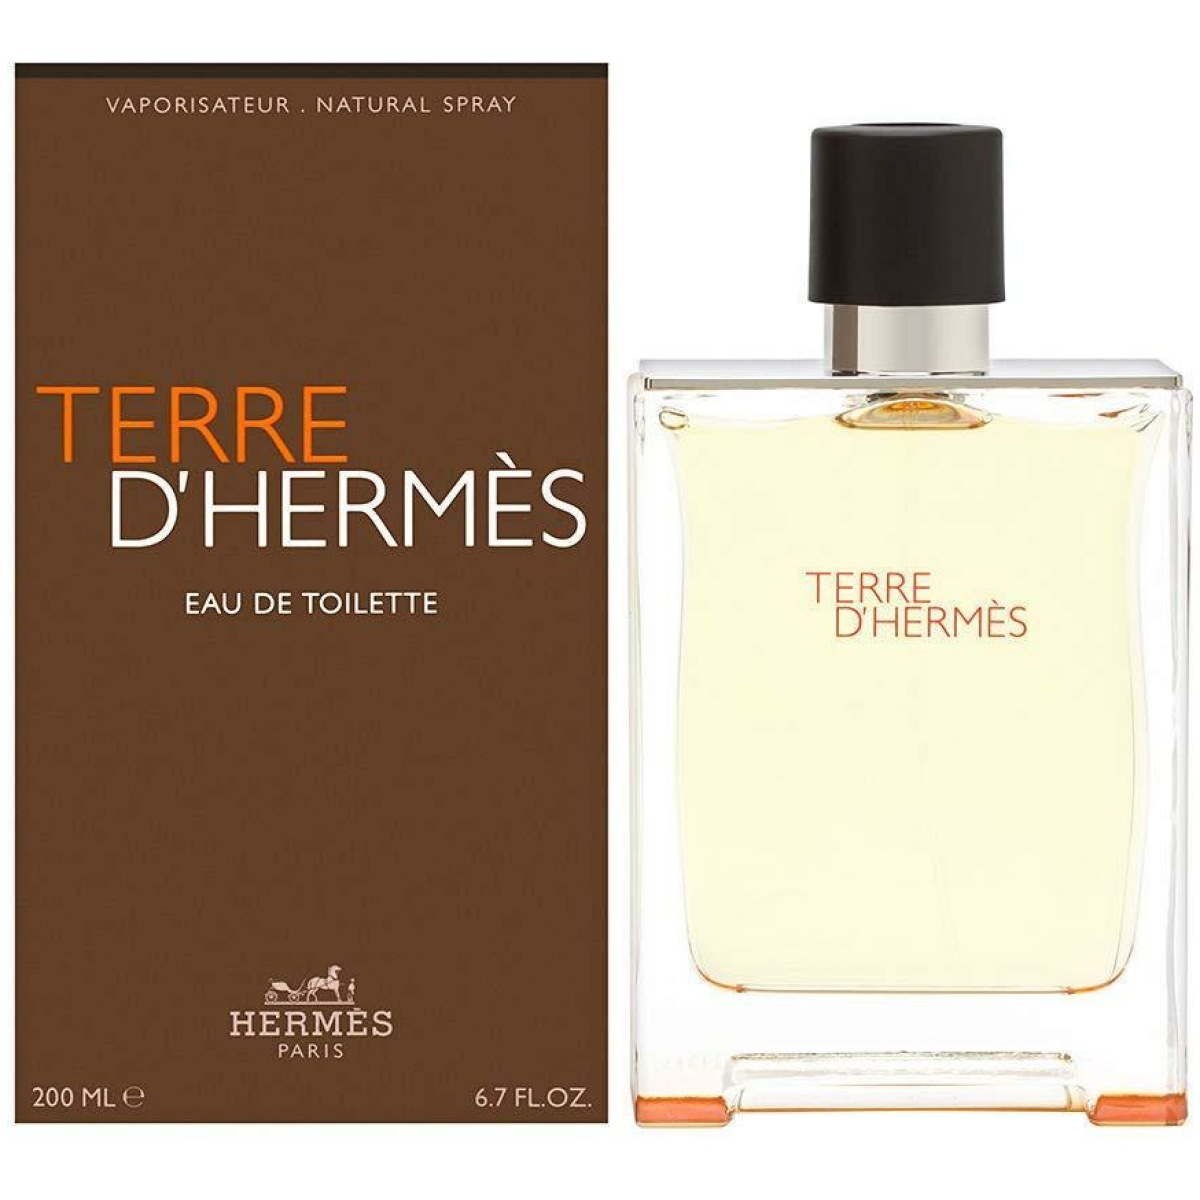 VAPORISATEUR . NATURAL SPRAY
TERRE
D'HERMÈS
EAU DE TOILETTE
HERMÈS
PARIS
200 ML ℮
6.7 FL.OZ.
TERRE
D'HERMÈS